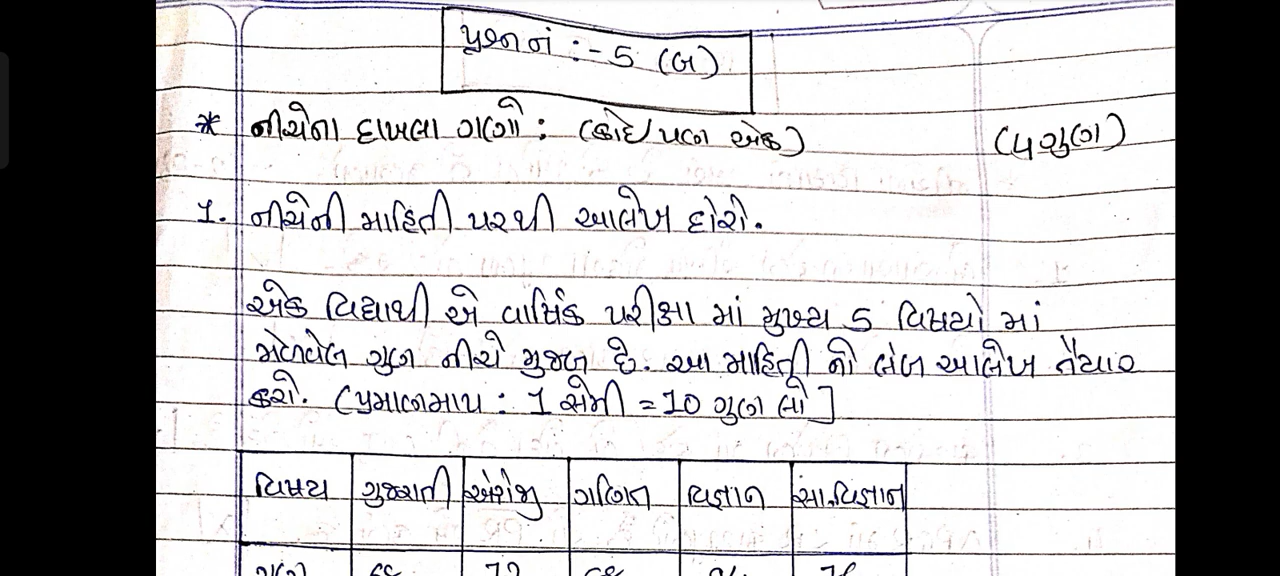 પ્રશ્ન નં :- 5 (બ)
* નીચેના દાખલા ગણો : (કોઈ પણ એક) (૫ ગુણ)
1. નીચેની માહિતી પરથી આલેખ દોરો.
એક વિદ્યાથી એ વાર્ષિક પરીક્ષા માં મુખ્ય 5 વિષયો માં
મેળવેલ ગુણ નીચે મુજબ છે. આ માહિતી નો લંબ આલેખ તૈયાર
કરો. (પ્રમાણમાપ : 1 સેમી = 10 ગુણ લો]
વિષય ગુજરાતી અંગ્રેજી ગણિત વિજ્ઞાન સા.વિજ્ઞાન
ગુણ